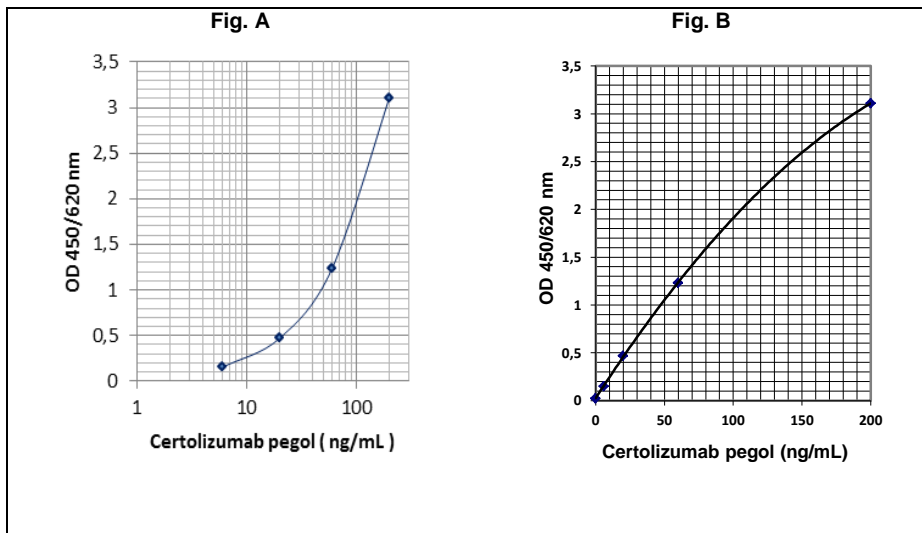 Fig. A
3,5
3
2,5
2
1,5
1
0,5
0
OD 450/620 nm
1 10 100
Certolizumab pegol ( ng/mL )
Fig. B
3,5
3
2,5
2
1,5
1
0,5
0
OD 450/620 nm
0 50 100 150 200
Certolizumab pegol (ng/mL)